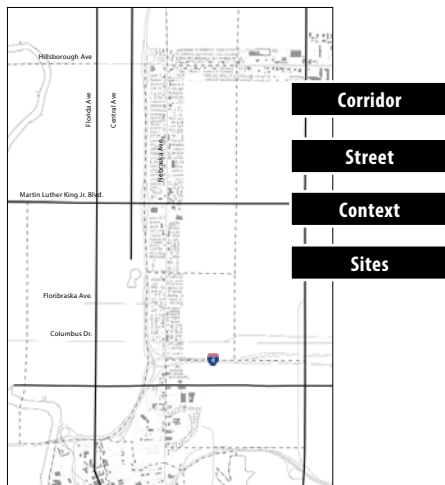 Hillsborough Ave
Florida Ave
Central Ave
Nebraska Ave.
Corridor
Street
Martin Luther King Jr. Blvd.
Context
Sites
Floribraska Ave.
Columbus Dr.
4